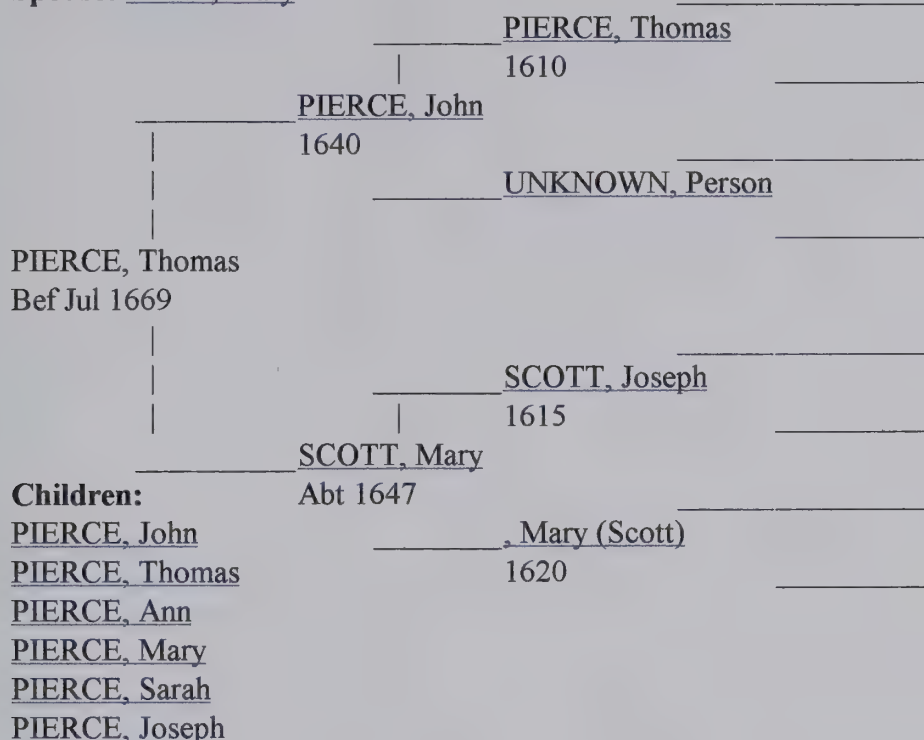 PIERCE, Thomas
1610
PIERCE, John
1640
UNKNOWN, Person
PIERCE, Thomas
Bef Jul 1669
SCOTT, Joseph
1615
SCOTT, Mary
Abt 1647
, Mary (Scott)
1620
Children:
PIERCE, John
PIERCE, Thomas
PIERCE, Ann
PIERCE, Mary
PIERCE, Sarah
PIERCE, Joseph